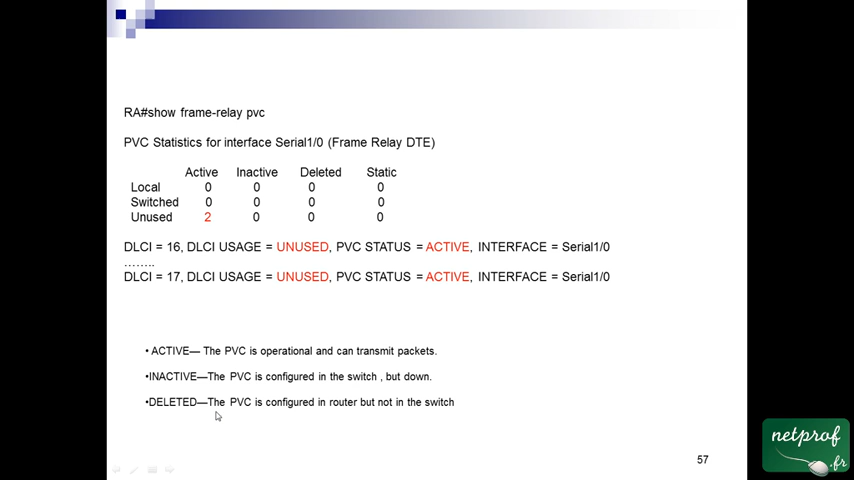 RA#show frame-relay pvc
PVC Statistics for interface Serial1/0 (Frame Relay DTE)
Active Inactive Deleted Static
Local 0 0 0 0
Switched 0 0 0 0
Unused 2 0 0 0
DLCI = 16, DLCI USAGE = UNUSED, PVC STATUS = ACTIVE, INTERFACE = Serial1/0
……..
DLCI = 17, DLCI USAGE = UNUSED, PVC STATUS = ACTIVE, INTERFACE = Serial1/0
• ACTIVE— The PVC is operational and can transmit packets.
•INACTIVE—The PVC is configured in the switch , but down.
•DELETED—The PVC is configured in router but not in the switch
57
netprof
.fr